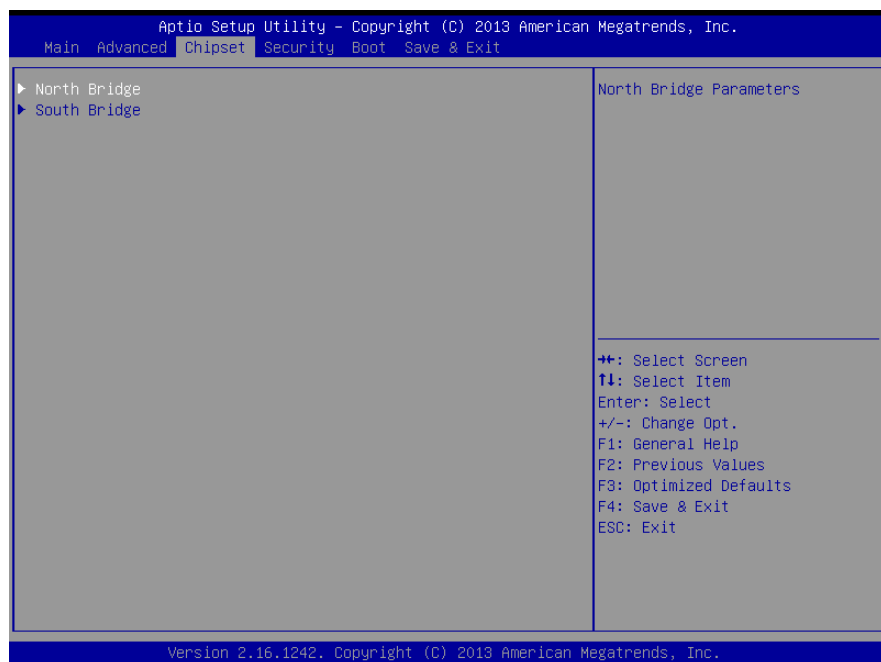 Aptio Setup Utility – Copyright (C) 2013 American Megatrends, Inc.
Main Advanced Chipset Security Boot Save & Exit
▶ North Bridge
▶ South Bridge
North Bridge Parameters
→←: Select Screen
↑↓: Select Item
Enter: Select
+/-: Change Opt.
F1: General Help
F2: Previous Values
F3: Optimized Defaults
F4: Save & Exit
ESC: Exit
Version 2.16.1242. Copyright (C) 2013 American Megatrends, Inc.